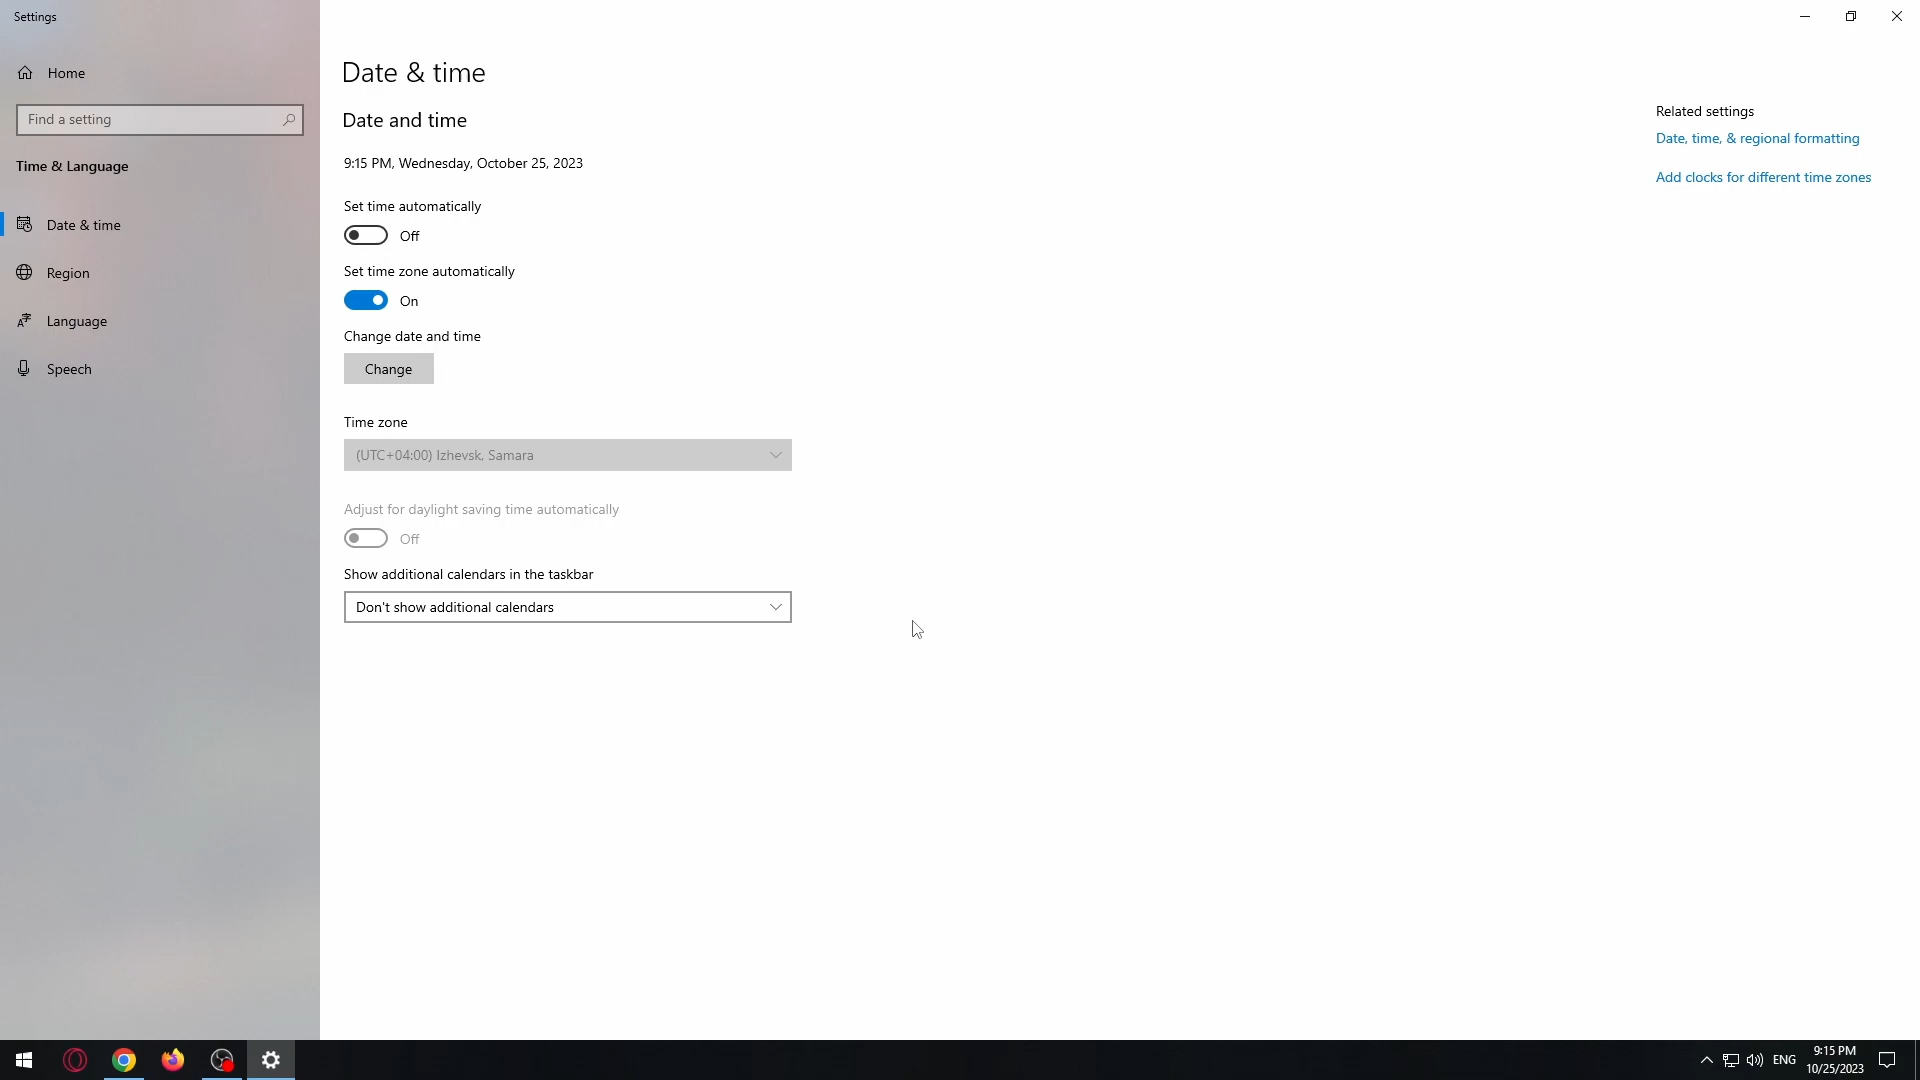 Settings
Home
Find a setting
Time & Language
Date & time
Region
Language
Speech
Date & time
Date and time
9:15 PM, Wednesday, October 25, 2023
Set time automatically
Off
Set time zone automatically
On
Change date and time
Change
Time zone
(UTC+04:00) Izhevsk, Samara
Adjust for daylight saving time automatically
Off
Show additional calendars in the taskbar
Don't show additional calendars
Related settings
Date, time, & regional formatting
Add clocks for different time zones
ENG
9:15 PM
10/25/2023